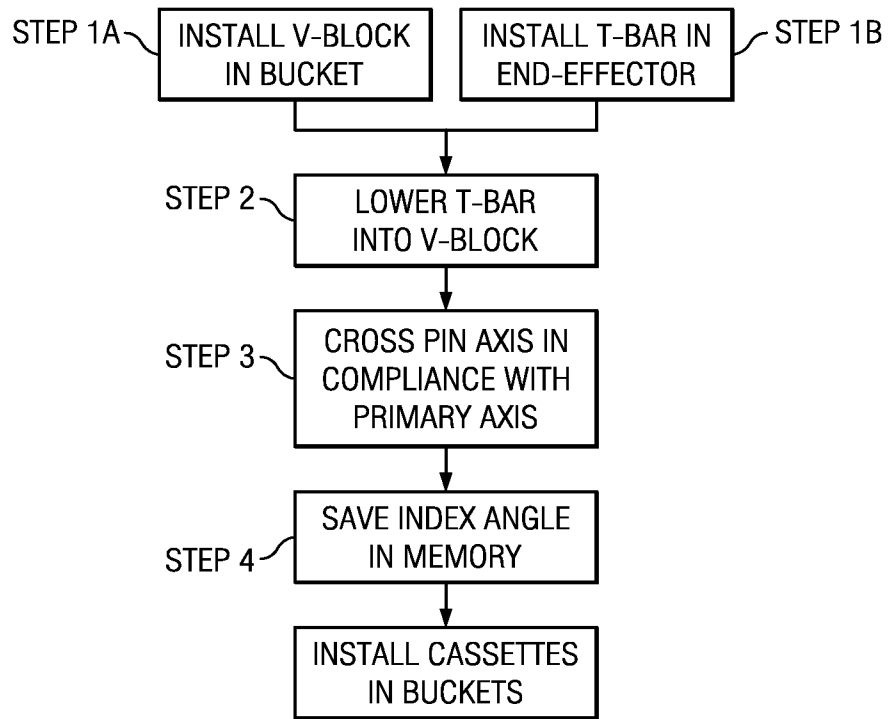 STEP 1A
INSTALL V-BLOCK
IN BUCKET
INSTALL T-BAR IN
END-EFFECTOR
STEP 1B
STEP 2
LOWER T-BAR
INTO V-BLOCK
STEP 3
CROSS PIN AXIS IN
COMPLIANCE WITH
PRIMARY AXIS
STEP 4
SAVE INDEX ANGLE
IN MEMORY
INSTALL CASSETTES
IN BUCKETS